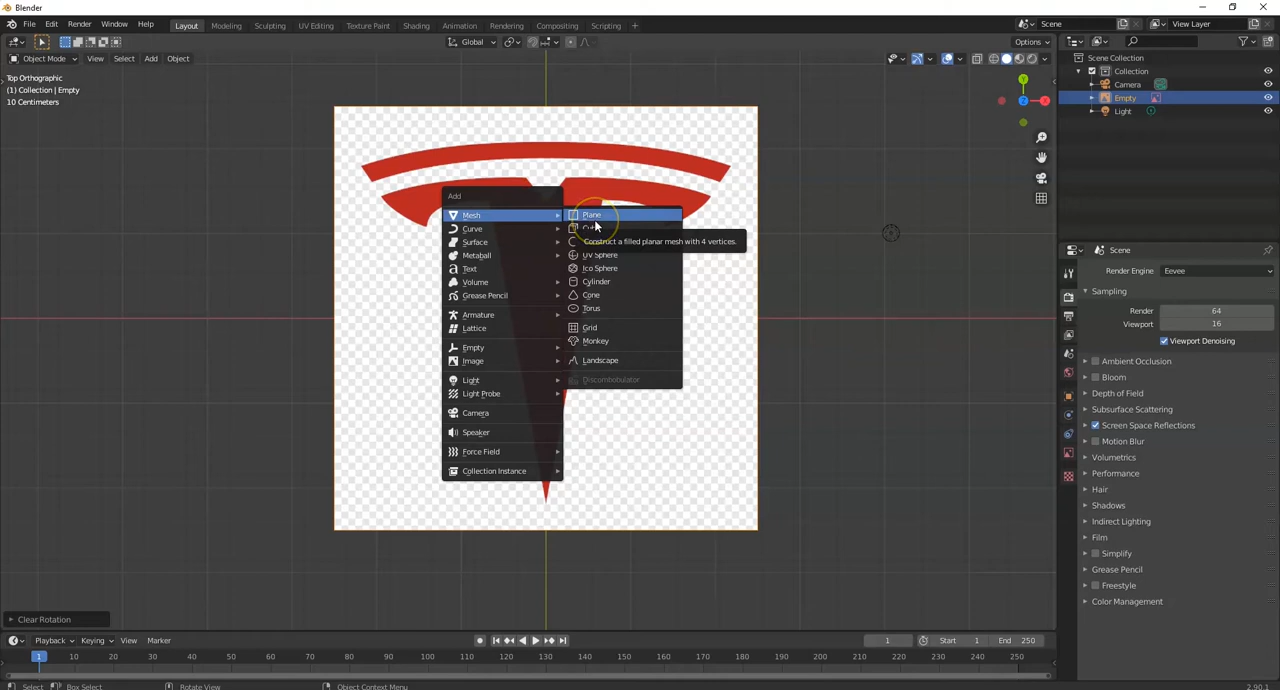 Blender
File Edit Render Window Help Layout Modeling Sculpting UV Editing Texture Paint Shading Animation Rendering Compositing Scripting + Scene View Layer
Global Options
Object Mode View Select Add Object
Top Orthographic
(1) Collection | Empty
10 Centimeters
Scene Collection
Collection
Camera
Empty
Light
Add
Mesh
Curve
Surface
Metaball
Text
Volume
Grease Pencil
Armature
Lattice
Empty
Image
Light
Light Probe
Camera
Speaker
Force Field
Collection Instance
Plane
Construct a filled planar mesh with 4 vertices.
UV Sphere
Ico Sphere
Cylinder
Cone
Torus
Grid
Monkey
Landscape
Discombobulator
Y
X
Z
Scene
Render Engine Eevee
Sampling
Render 64
Viewport 16
Viewport Denoising
Ambient Occlusion
Bloom
Depth of Field
Subsurface Scattering
Screen Space Reflections
Motion Blur
Volumetrics
Performance
Hair
Shadows
Indirect Lighting
Film
Simplify
Grease Pencil
Freestyle
Color Management
Clear Rotation
Playback Keying View Marker 1 Start 1 End 250
1 10 20 30 40 50 60 70 80 90 100 110 120 130 140 150 160 170 180 190 200 210 220 230 240 250
Select Box Select Rotate View Object Context Menu 2.90.1